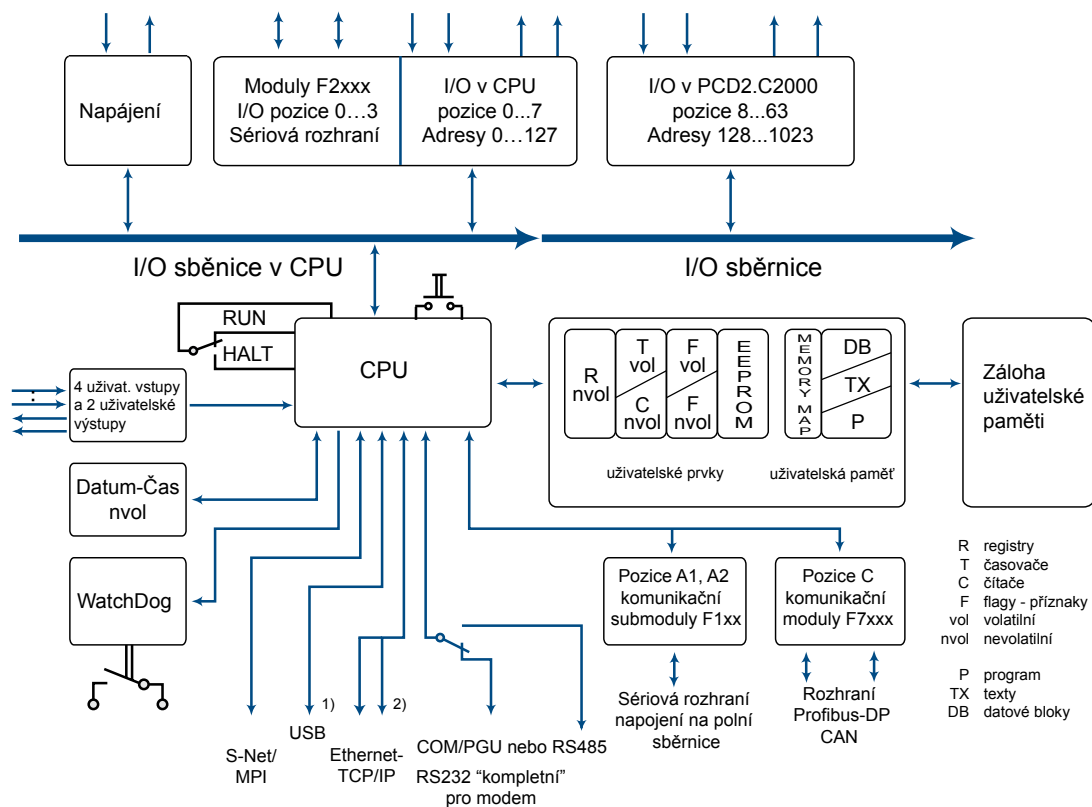 Napájení
Moduly F2xxx
I/O pozice 0…3
Sériová rozhraní
I/O v CPU
pozice 0...7
Adresy 0…127
I/O v PCD2.C2000
pozice 8...63
Adresy 128...1023
I/O sběnice v CPU
I/O sběrnice
RUN
HALT
CPU
4 uživat. vstupy
a 2 uživatelské
výstupy
:
Datum-Čas
nvol
WatchDog
R
nvol
T
vol
C
nvol
F
vol
F
nvol
EEPROM
MEMORY MAP
DB
TX
P
uživatelské prvky
uživatelská paměť
Záloha
uživatelské
paměti
Pozice A1, A2
komunikační
submoduly F1xx
Pozice C
komunikační
moduly F7xxx
R registry
T časovače
C čítače
F flagy - příznaky
vol volatilní
nvol nevolatilní
P program
TX texty
DB datové bloky
Sériová rozhraní
napojení na polní
sběrnice
Rozhraní
Profibus-DP
CAN
S-Net/
MPI
USB
1)
Ethernet-
TCP/IP
2)
COM/PGU nebo RS485
RS232 “kompletní”
pro modem